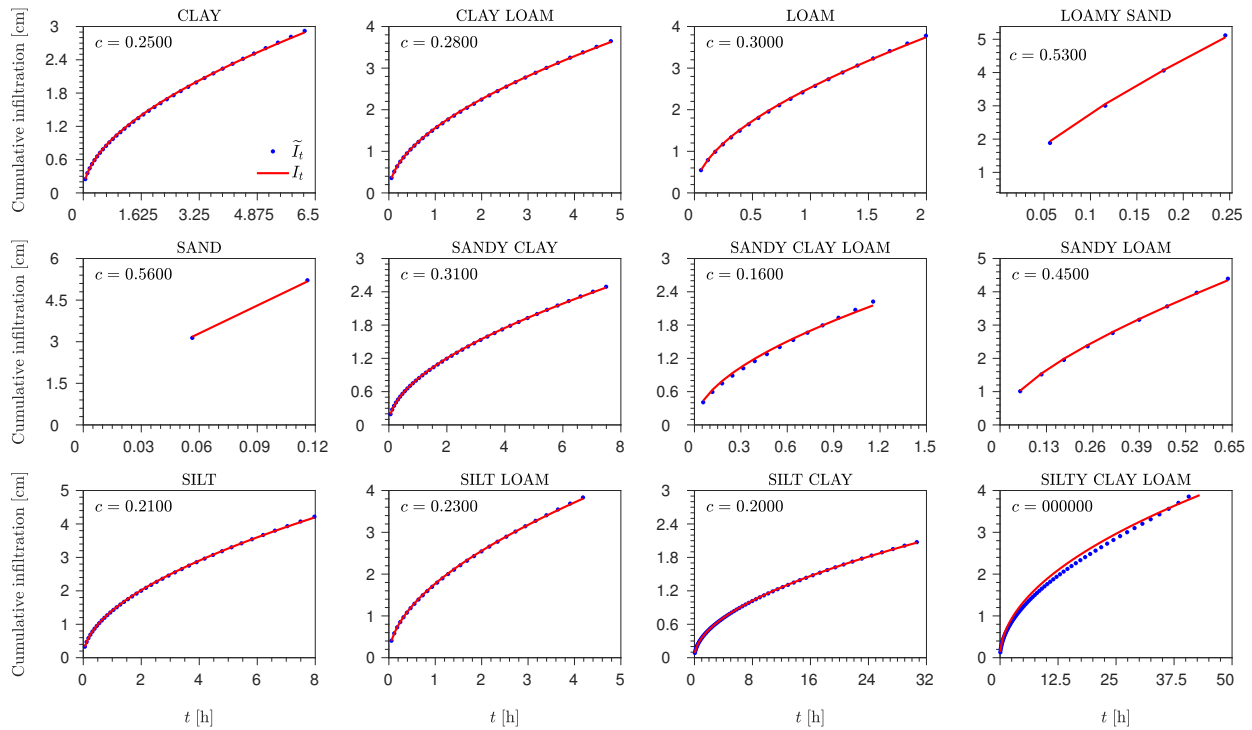 CLAY
CLAY LOAM
LOAM
LOAMY SAND
Cumulative infiltration [cm]
3
2.4
1.8
1.2
0.6
0
c = 0.2500
Ĩt
It
0 1.625 3.25 4.875 6.5
4
3
2
1
0
c = 0.2800
0 1 2 3 4 5
4
3
2
1
0
c = 0.3000
0 0.5 1 1.5 2
5
4
3
2
1
c = 0.5300
0.05 0.1 0.15 0.2 0.25
SAND
SANDY CLAY
SANDY CLAY LOAM
SANDY LOAM
Cumulative infiltration [cm]
6
4.5
3
1.5
0
c = 0.5600
0 0.03 0.06 0.09 0.12
3
2.4
1.8
1.2
0.6
0
c = 0.3100
0 2 4 6 8
3
2.4
1.8
1.2
0.6
0
c = 0.1600
0 0.3 0.6 0.9 1.2 1.5
5
4
3
2
1
0
c = 0.4500
0 0.13 0.26 0.39 0.52 0.65
SILT
SILT LOAM
SILT CLAY
SILTY CLAY LOAM
Cumulative infiltration [cm]
5
4
3
2
1
0
c = 0.2100
0 2 4 6 8
t [h]
4
3
2
1
0
c = 0.2300
0 1 2 3 4 5
t [h]
3
2.4
1.8
1.2
0.6
0
c = 0.2000
0 8 16 24 32
t [h]
4
3
2
1
0
c = 000000
0 12.5 25 37.5 50
t [h]